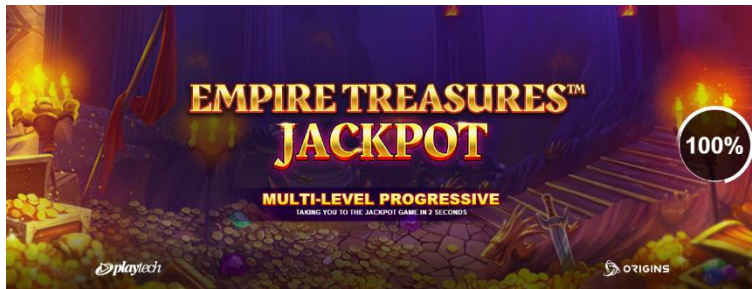 EMPIRE TREASURES™
JACKPOT
100%
MULTI-LEVEL PROGRESSIVE
TAKING YOU TO THE JACKPOT GAME IN 2 SECONDS
playtech
ORIGINS